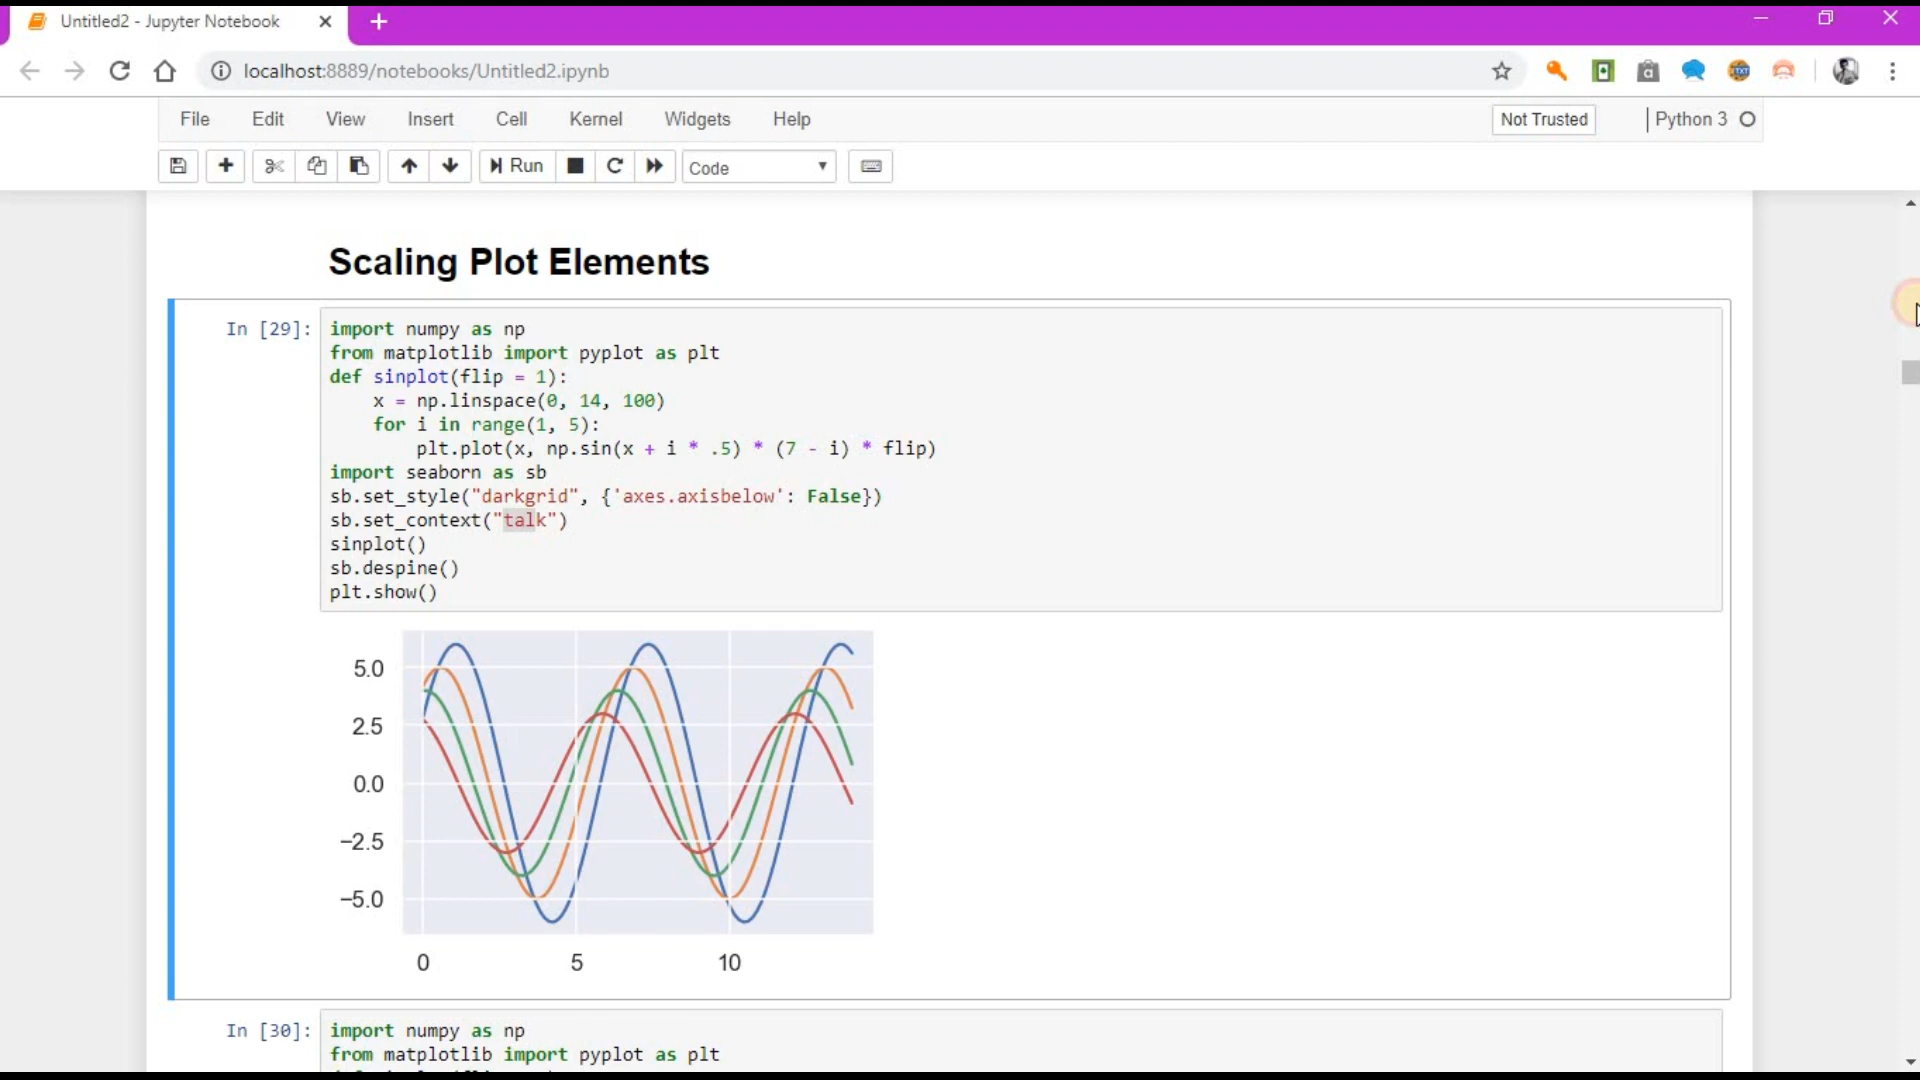 Untitled2 - Jupyter Notebook
localhost:8889/notebooks/Untitled2.ipynb
File Edit View Insert Cell Kernel Widgets Help Not Trusted Python 3
Run Code
Scaling Plot Elements
In [29]:
import numpy as np
from matplotlib import pyplot as plt
def sinplot(flip = 1):
    x = np.linspace(0, 14, 100)
    for i in range(1, 5):
        plt.plot(x, np.sin(x + i * .5) * (7 - i) * flip)
import seaborn as sb
sb.set_style("darkgrid", {'axes.axisbelow': False})
sb.set_context("talk")
sinplot()
sb.despine()
plt.show()
5.0
2.5
0.0
−2.5
−5.0
0 5 10
In [30]:
import numpy as np
from matplotlib import pyplot as plt